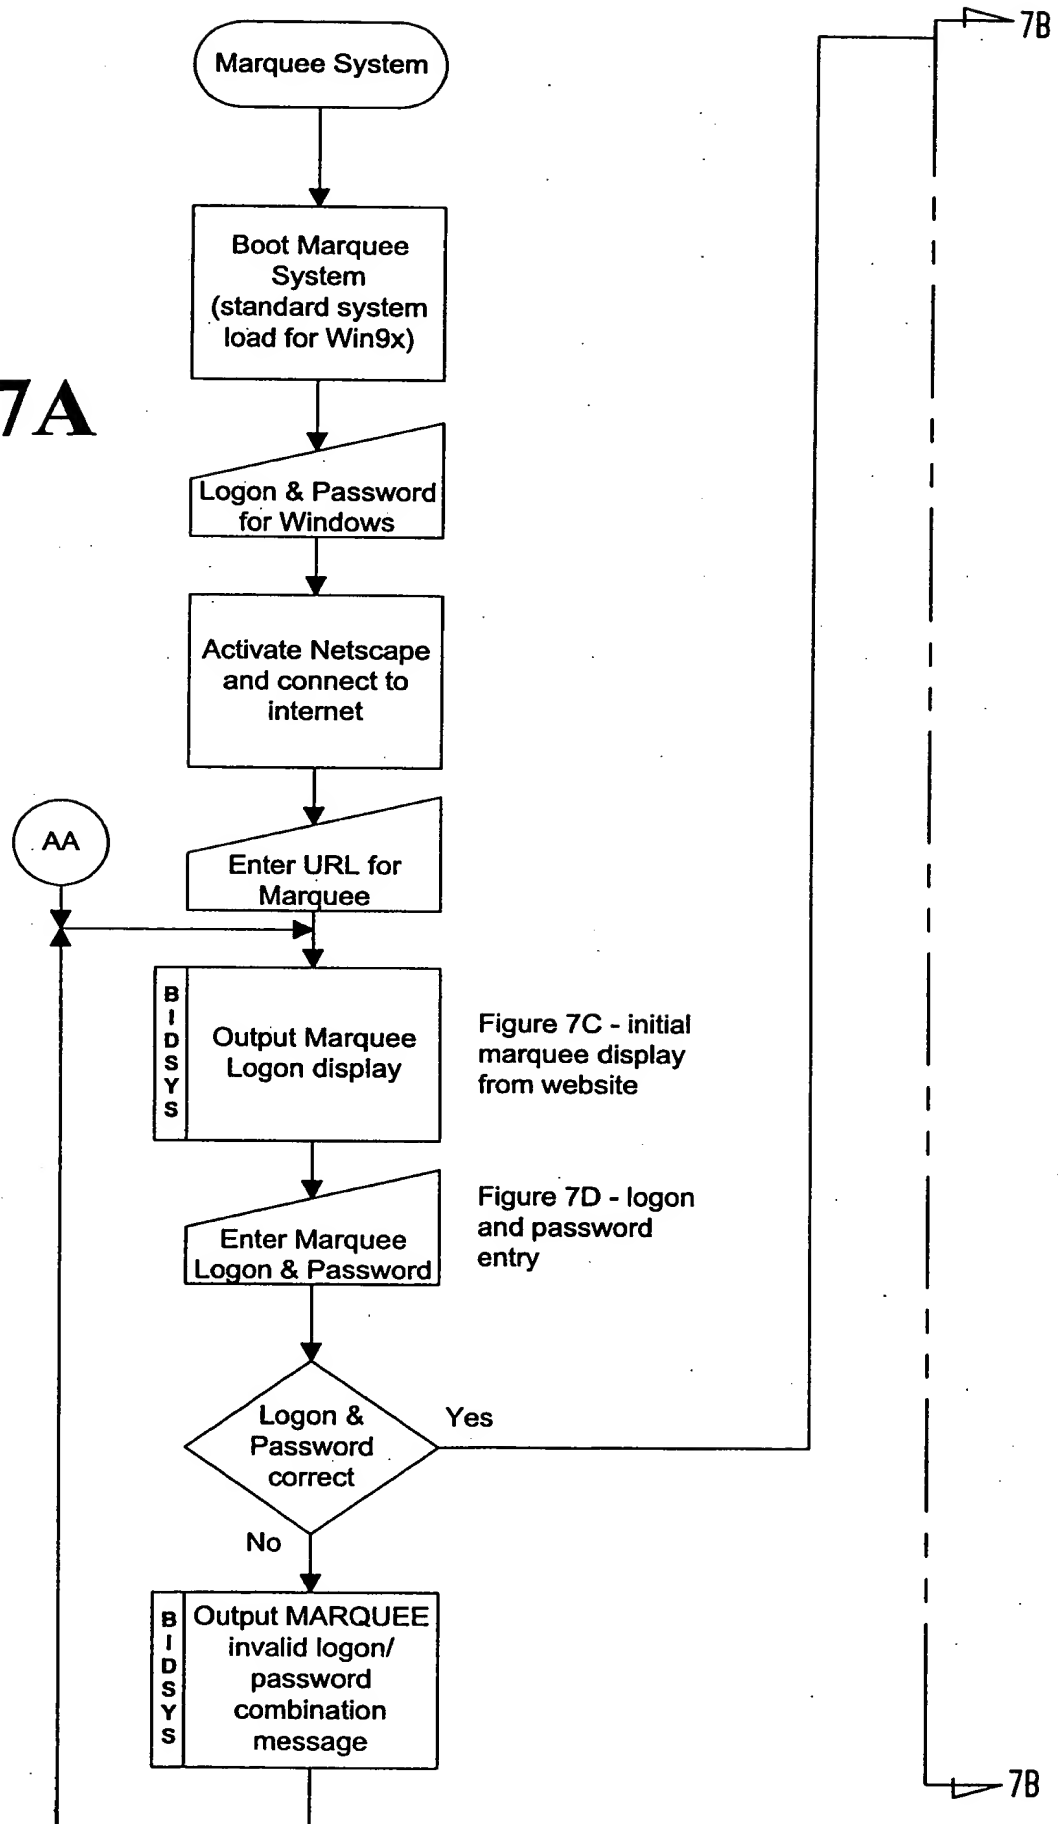 7B
Marquee System
Boot Marquee
System
(standard system
load for Win9x)
7A
Logon & Password
for Windows
Activate Netscape
and connect to
internet
AA
Enter URL for
Marquee
BIDSYS
Output Marquee
Logon display
Figure 7C - initial
marquee display
from website
Enter Marquee
Logon & Password
Figure 7D - logon
and password
entry
Logon &
Password
correct
Yes
No
BIDSYS
Output MARQUEE
invalid logon/
password
combination
message
7B